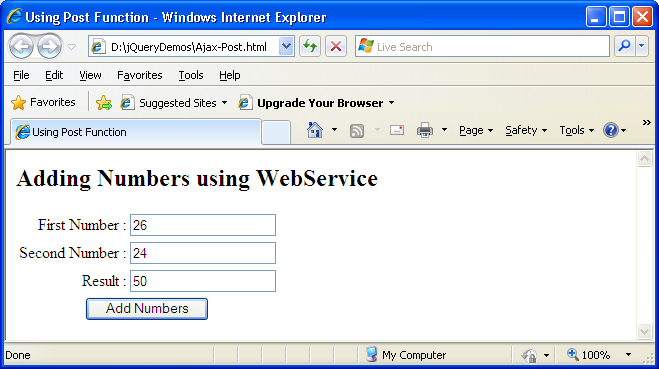 Using Post Function - Windows Internet Explorer
D:\jQueryDemos\Ajax-Post.html Live Search
File Edit View Favorites Tools Help
Favorites Suggested Sites Upgrade Your Browser
Using Post Function Page Safety Tools »
Adding Numbers using WebService
First Number : 26
Second Number : 24
Result : 50
Add Numbers
Done My Computer 100%